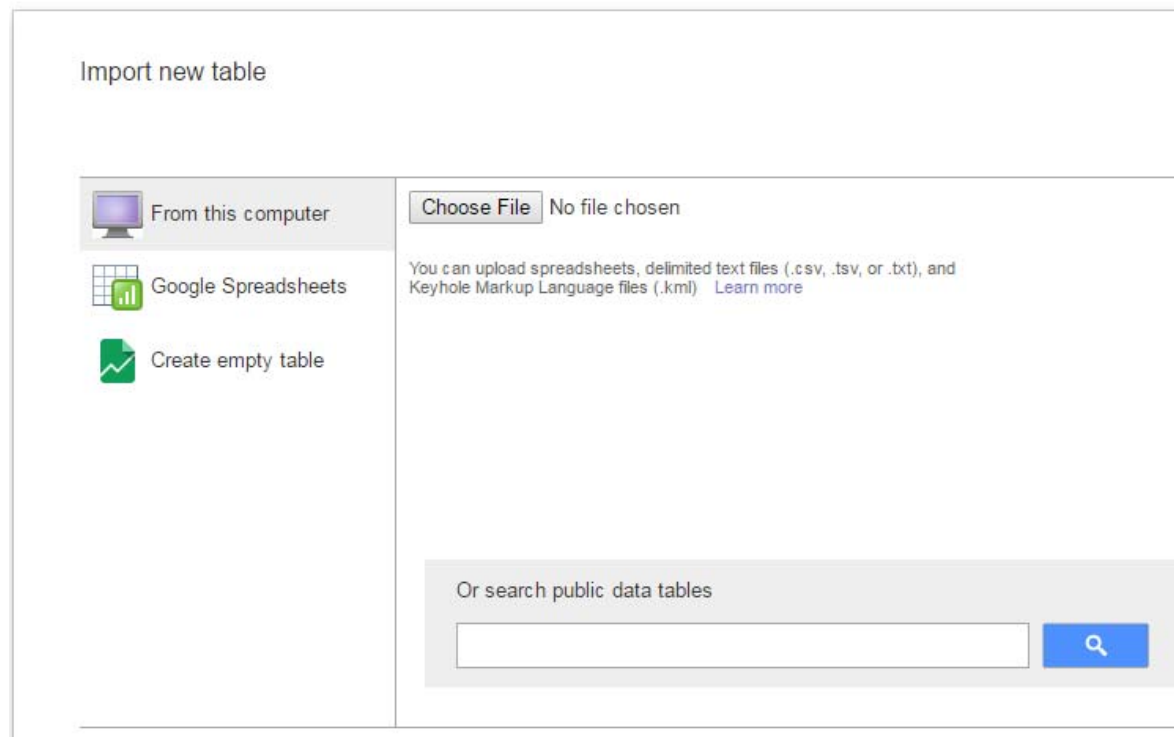 Import new table
From this computer
Google Spreadsheets
Create empty table
Choose File No file chosen
You can upload spreadsheets, delimited text files (.csv, .tsv, or .txt), and
Keyhole Markup Language files (.kml) Learn more
Or search public data tables